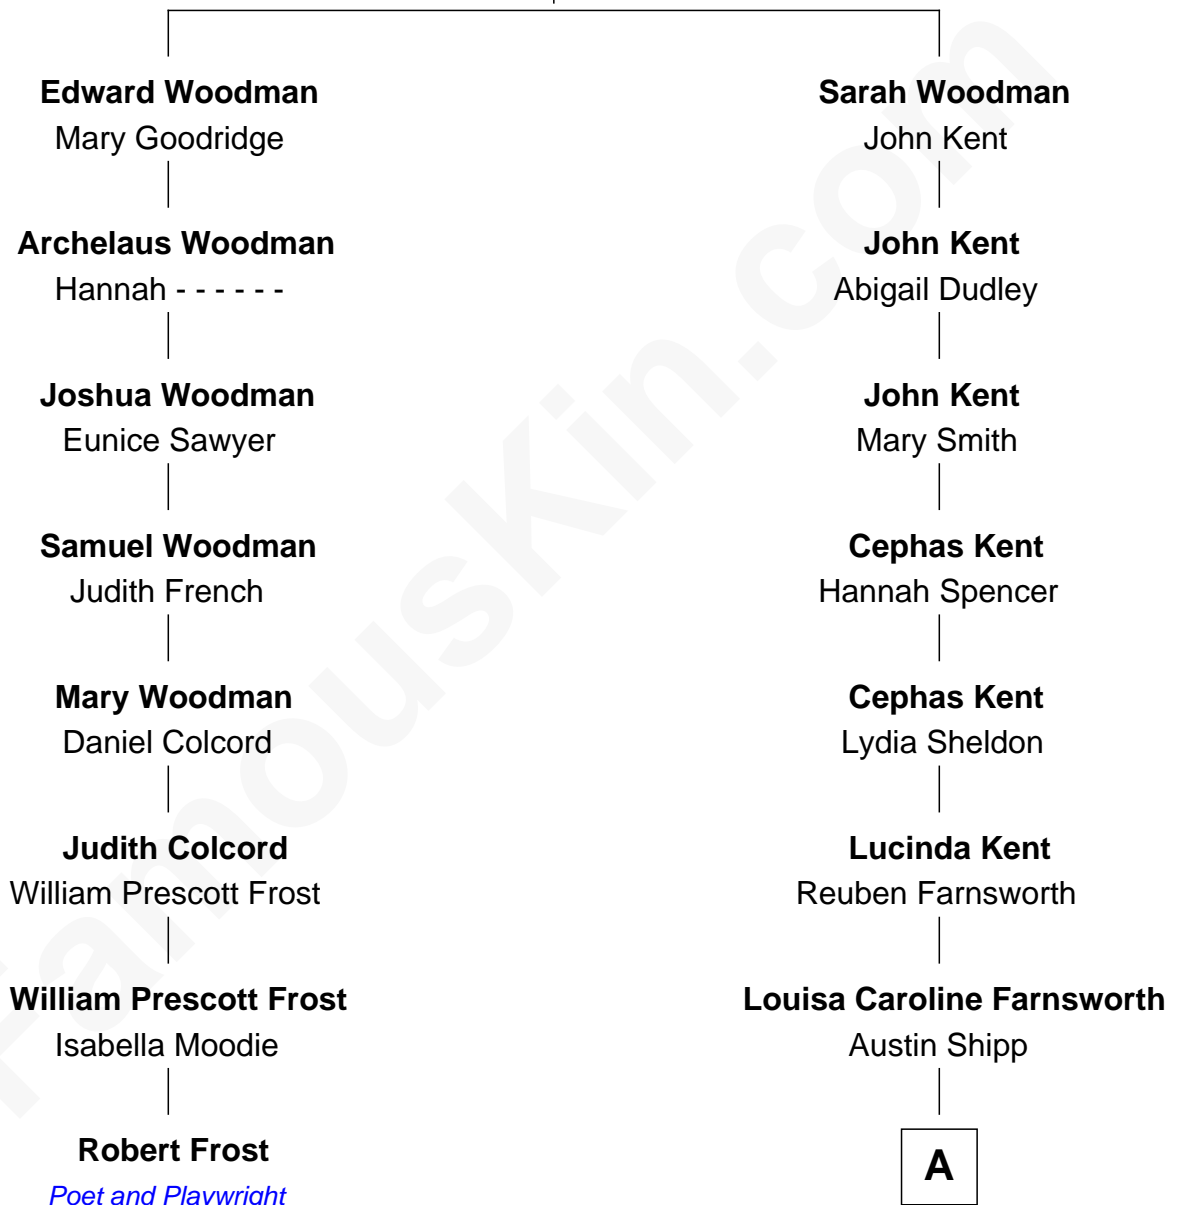 Edward Woodman
Mary Goodridge
Archelaus Woodman
Hannah - - - - - -
Joshua Woodman
Eunice Sawyer
Samuel Woodman
Judith French
Mary Woodman
Daniel Colcord
Judith Colcord
William Prescott Frost
William Prescott Frost
Isabella Moodie
Robert Frost
Poet and Playwright
Sarah Woodman
John Kent
John Kent
Abigail Dudley
John Kent
Mary Smith
Cephas Kent
Hannah Spencer
Cephas Kent
Lydia Sheldon
Lucinda Kent
Reuben Farnsworth
Louisa Caroline Farnsworth
Austin Shipp
A
FamousKin.com